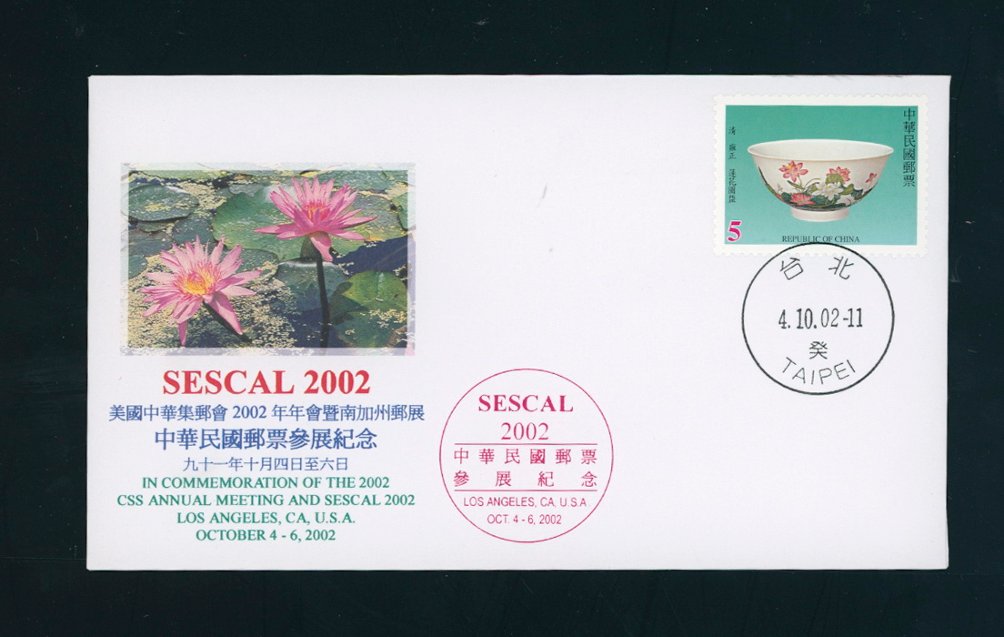 SESCAL 2002
美國中華集郵會 2002 年年會暨南加州郵展
中華民國郵票參展紀念
九十一年十月四日至六日
IN COMMEMORATION OF THE 2002
CSS ANNUAL MEETING AND SESCAL 2002
LOS ANGELES, CA, U.S.A.
OCTOBER 4 - 6, 2002
SESCAL
2002
中華民國郵票
參展紀念
LOS ANGELES, CA, U.S.A.
OCT. 4 - 6, 2002
中華民國郵票
清 雍正 蓮花圖
5
REPUBLIC OF CHINA
台北
4.10.02-11
癸
TAIPEI